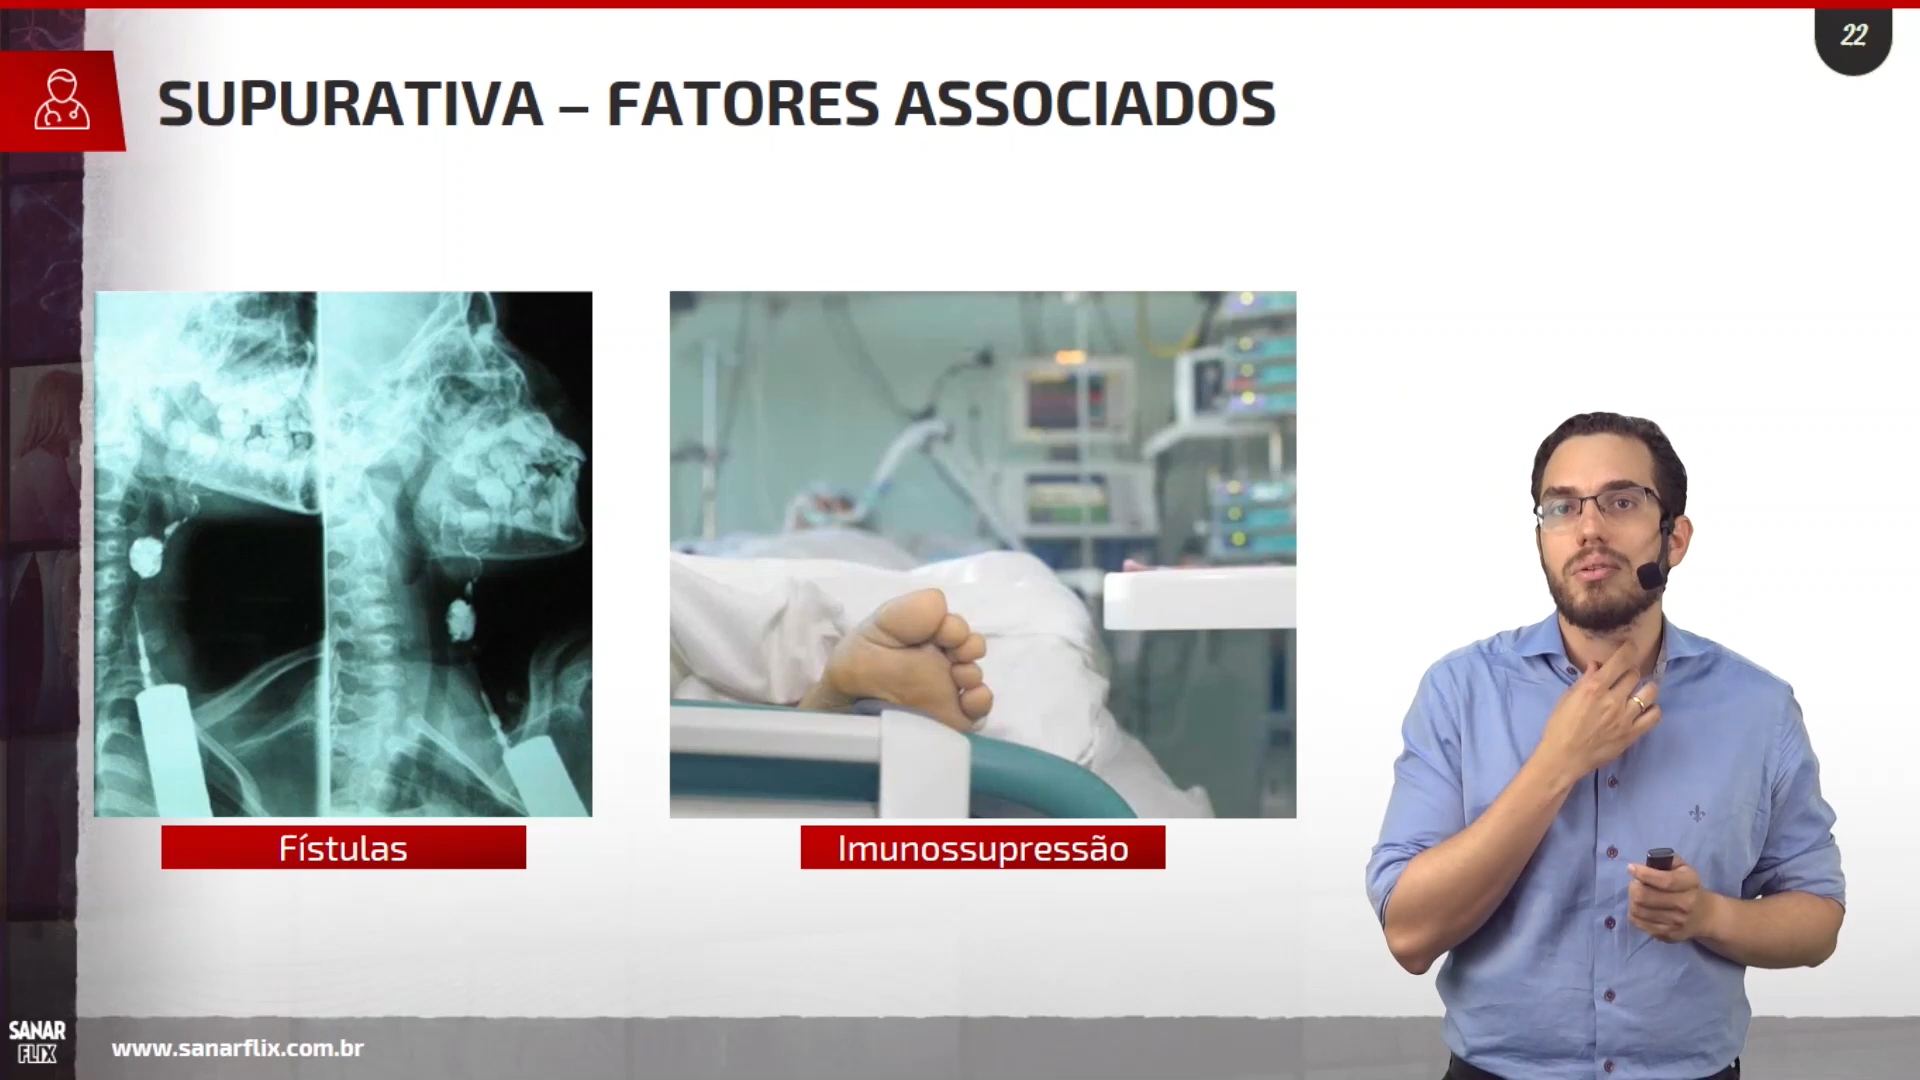 22
SUPURATIVA – FATORES ASSOCIADOS
Fístulas
Imunossupressão
SANAR
FLIX
www.sanarflix.com.br